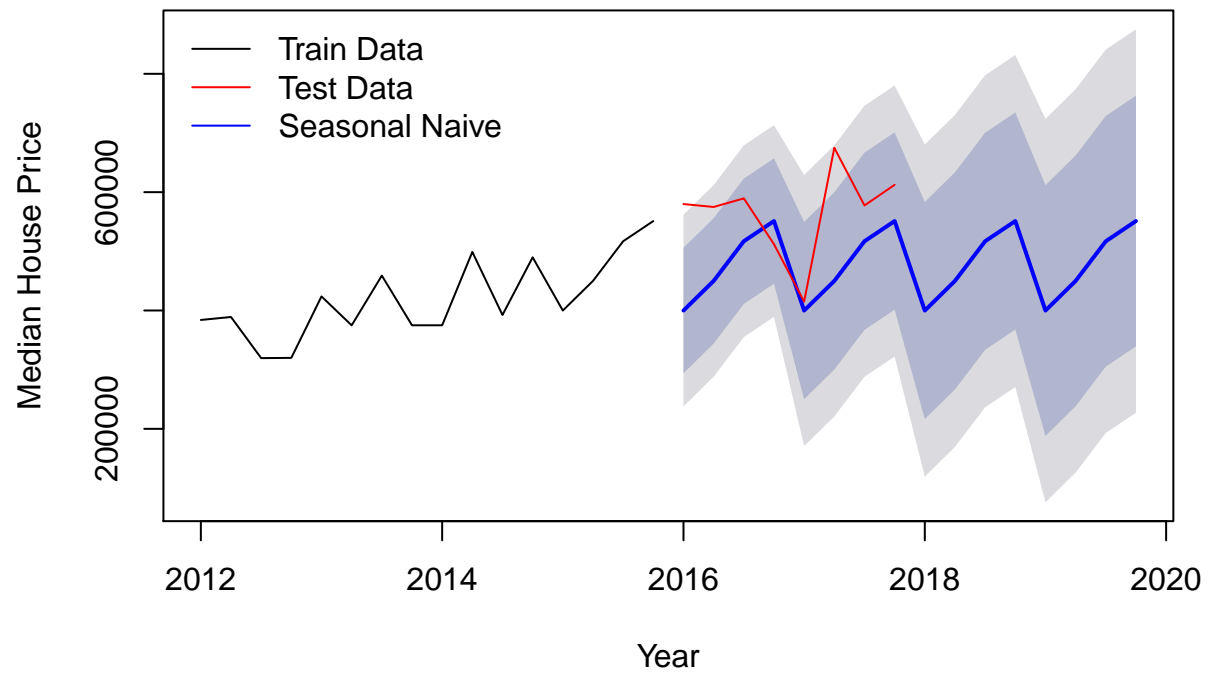 Train Data
Test Data
Seasonal Naive
Median House Price
200000
600000
2012
2014
2016
2018
2020
Year